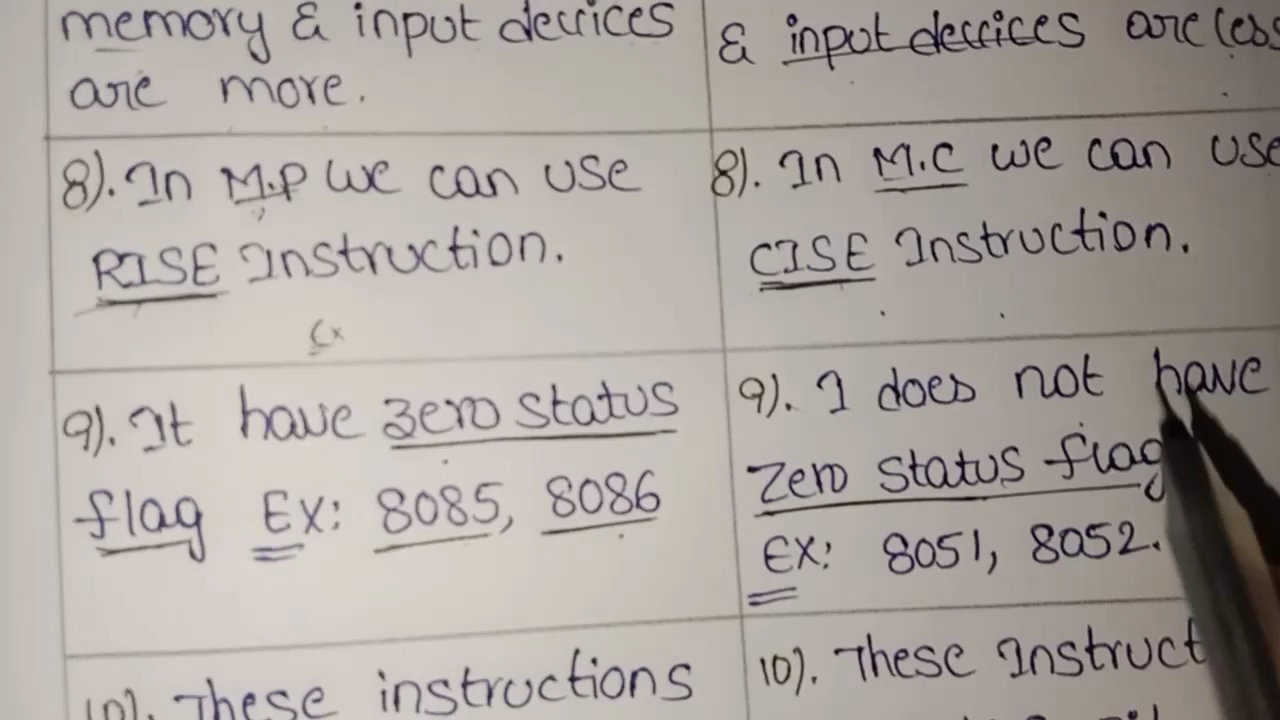 memory & input devices
are more.
& input devices are less
8). In M.P we can use
RISE Instruction.
8). In M.C we can use
CISE Instruction.
Ex
9). It have zero status
flag Ex: 8085, 8086
9). I does not have
Zero status flag
Ex: 8051, 8052.
10). These instructions
10). These Instruct